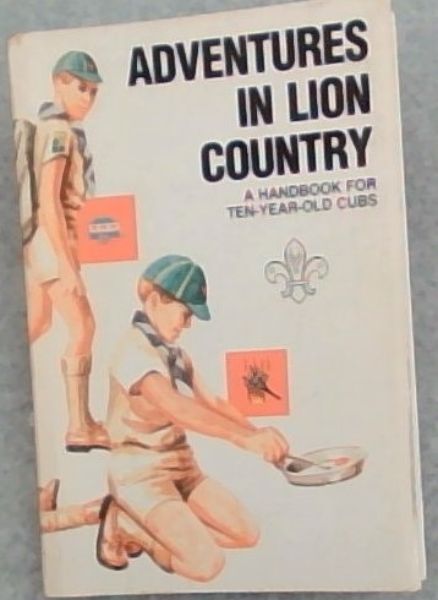 ADVENTURES
IN LION
COUNTRY
A HANDBOOK FOR
TEN-YEAR-OLD CUBS